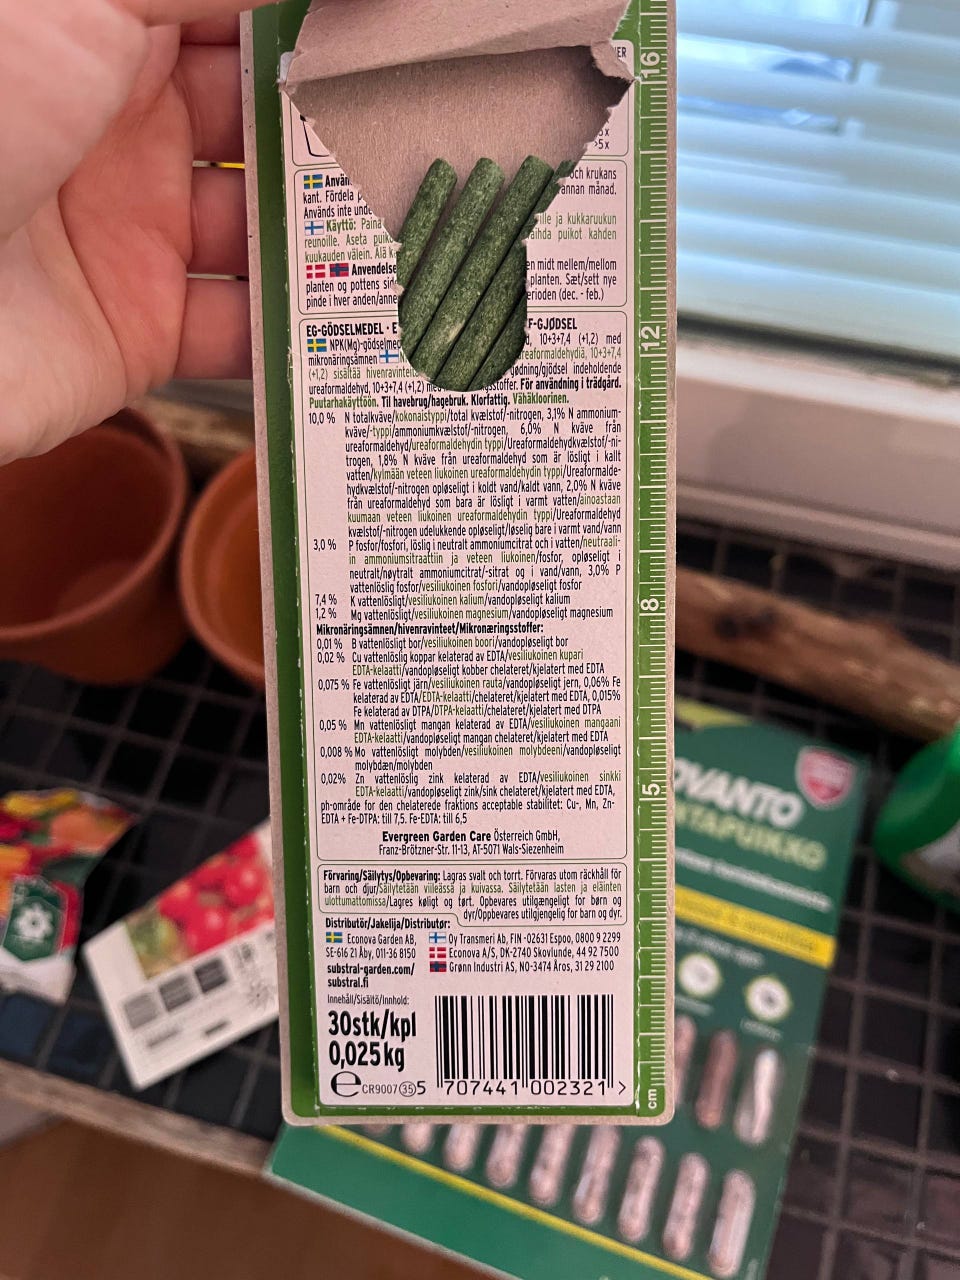 16
5x
>5x
Använ
och krukans
kant. Fördela p
annan månad.
Används inte unde
Käyttö: Paina
lle ja kukkaruukun
reunoille. Aseta puik
aihda puikot kahden
kuukauden välein. Älä k
Anvendelse
en midt mellem/mellom
planten og pottens sid
planten. Sæt/sett nye
pinde i hver anden/anne
erioden (dec. - feb.)
EG-GÖDSELMEDEL · E
F-GJØDSEL
NPK(Mg)-gödselmed
d, 10+3+7,4 (+1,2) med
mikronäringsämnen
reaformaldehydiä, 10+3+7,4
(+1,2) sisältää hivenravinteit
gødning/gjødsel indeholdende
ureaformaldehyd, 10+3+7,4 (+1,2) me
gsstoffer. För användning i trädgård.
Puutarhakäyttöön. Til havebrug/hagebruk. Klorfattig. Vähäkloorinen.
10,0 % N totalkväve/kokonaistyppi/total kvælstof/-nitrogen, 3,1% N ammonium-
kväve/-typpi/ammoniumkvælstof/-nitrogen, 6,0% N kväve från
ureaformaldehyd/ureaformaldehydin typpi/Ureaformaldehydkvælstof/-ni-
trogen, 1,8% N kväve från ureaformaldehyd som är lösligt i kallt
vatten/kylmään veteen liukoinen ureaformaldehydin typpi/Ureaformalde-
hydkvælstof/-nitrogen opløseligt i koldt vand/kaldt vann, 2,0% N kväve
från ureaformaldehyd som bara är lösligt i varmt vatten/ainoastaan
kuumaan veteen liukoinen ureaformaldehydin typpi/Ureaformaldehyd
kvælstof/-nitrogen udelukkende opløseligt/løselig bare i varmt vand/vann
3,0 % P fosfor/fosfori, löslig i neutralt ammoniumcitrat och i vatten/neutraali-
in ammoniumsitraattiin ja veteen liukoinen/fosfor, opløseligt i
neutralt/nøytralt ammoniumcitrat/-sitrat og i vand/vann, 3,0% P
vattenlöslig fosfor/vesiliukoinen fosfori/vandopløseligt fosfor
7,4 % K vattenlösligt/vesiliukoinen kalium/vandopløseligt kalium
1,2 % Mg vattenlösligt/vesiliukoinen magnesium/vandopløseligt magnesium
Mikronäringsämnen/hivenravinteet/Mikronæringsstoffer:
0,01 % B vattenlösligt bor/vesiliukoinen boori/vandopløseligt bor
0,02 % Cu vattenlöslig koppar kelaterad av EDTA/vesiliukoinen kupari
EDTA-kelaatti/vandopløseligt kobber chelateret/kjelatert med EDTA
0,075 % Fe vattenlösligt järn/vesiliukoinen rauta/vandopløseligt jern, 0,06% Fe
kelaterad av EDTA/EDTA-kelaatti/chelateret/kjelatert med EDTA, 0,015%
Fe kelaterad av DTPA/DTPA-kelaatti/chelateret/kjelatert med DTPA
0,05 % Mn vattenlösligt mangan kelaterad av EDTA/vesiliukoinen mangaani
EDTA-kelaatti/vandopløseligt mangan chelateret/kjelatert med EDTA
0,008 % Mo vattenlösligt molybden/vesiliukoinen molybdeeni/vandopløseligt
molybdæn/molybden
0,02% Zn vattenlöslig zink kelaterad av EDTA/vesiliukoinen sinkki
EDTA-kelaatti/vandopløseligt zink/sink chelateret/kjelatert med EDTA,
ph-område for den chelaterede fraktions acceptable stabilitet: Cu-, Mn, Zn-
EDTA + Fe-DTPA: till 7,5. Fe-EDTA: till 6,5
Evergreen Garden Care Österreich GmbH,
Franz-Brötzner-Str. 11-13, AT-5071 Wals-Siezenheim
Förvaring/Säilytys/Opbevaring: Lagras svalt och torrt. Förvaras utom räckhåll för
barn och djur/Säilytetään viileässä ja kuivassa. Säilytetään lasten ja eläinten
ulottumattomissa/Lagres køligt og tørt. Opbevares utilgængeligt for børn og
dyr/Oppbevares utilgjengelig for barn og dyr.
Distributör/Jakelija/Distributør:
Econova Garden AB,
SE-616 21 Åby, 011-36 8150
Oy Transmeri Ab, FIN -02631 Espoo, 0800 9 2299
Econova A/S, DK-2740 Skovlunde, 44 92 7500
Grønn Industri AS, NO-3474 Åros, 31 29 2100
substral-garden.com/
substral.fi
Innehåll/Sisältö/Innhold:
30stk/kpl
0,025kg
e CR9007 35
5 707441 002321 >
12
8
5
cm
OVANTO
TAPUIKKO